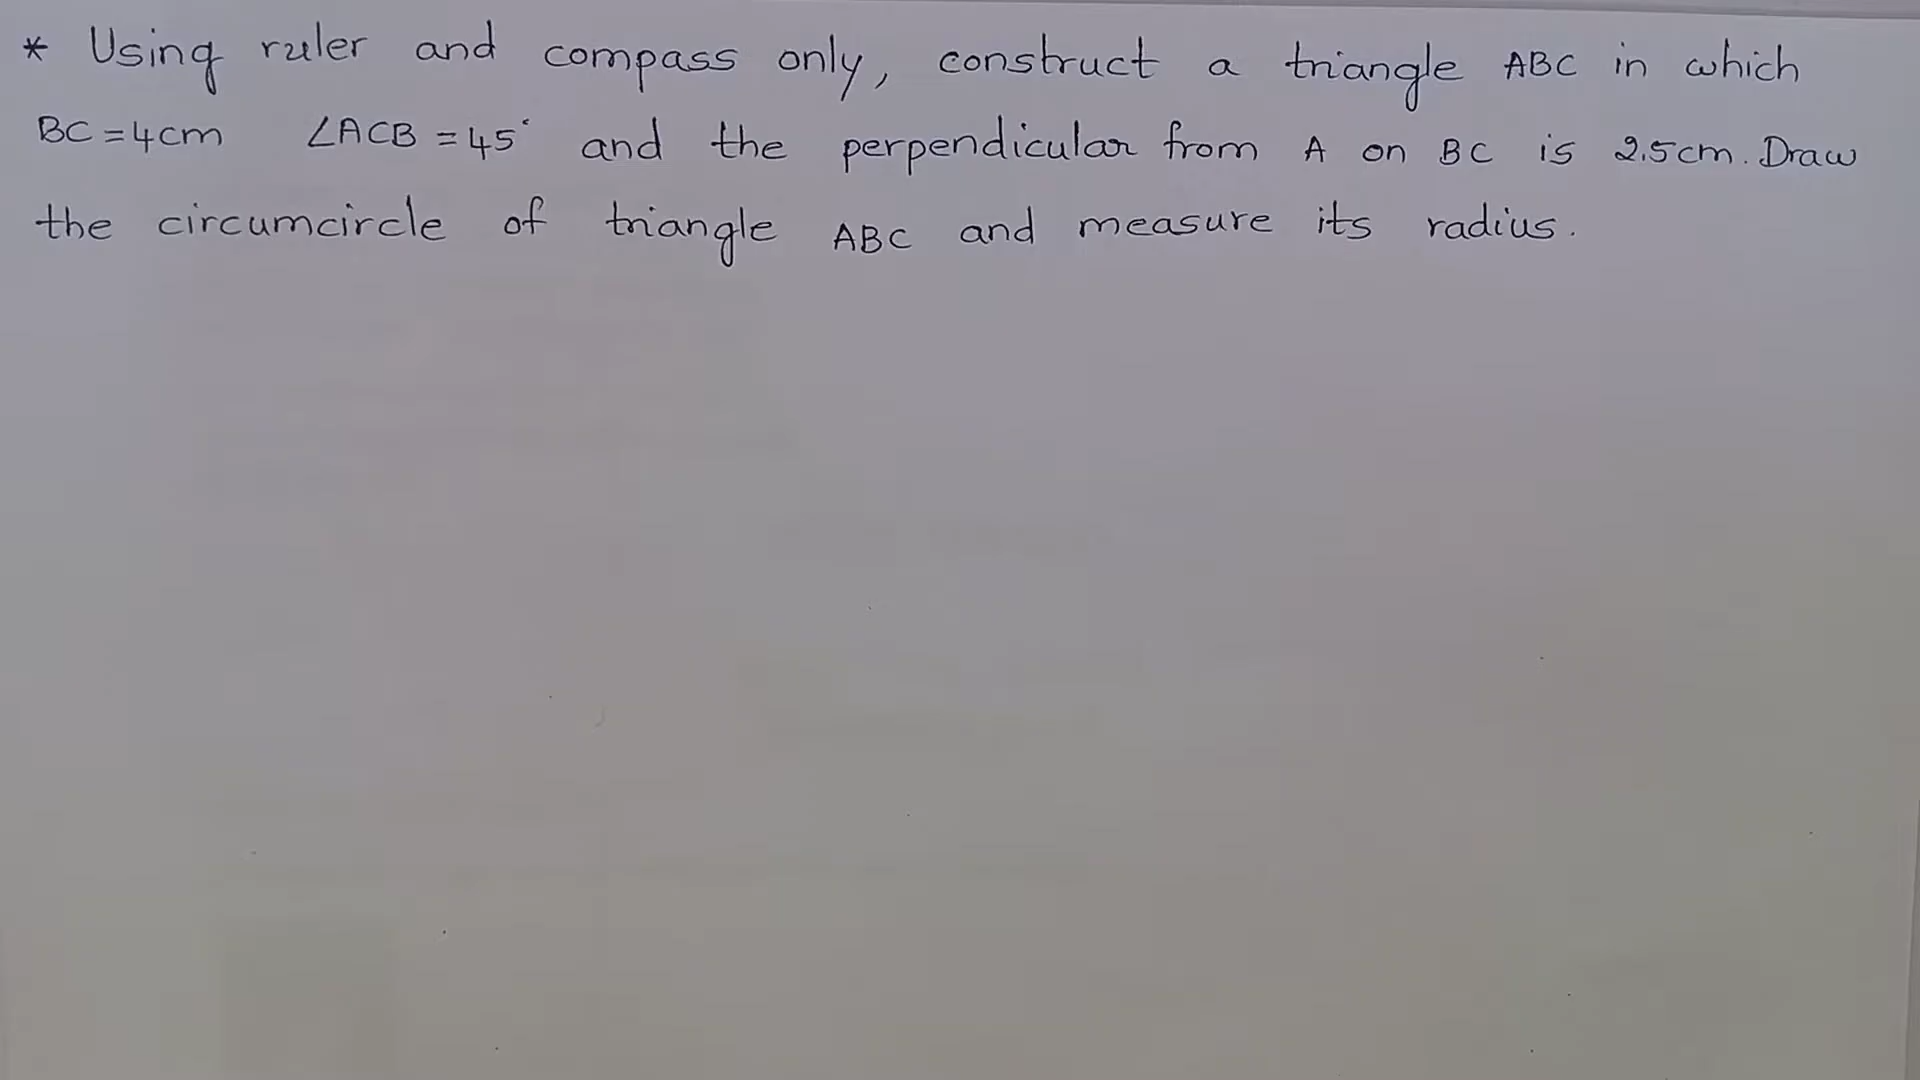 * Using ruler and compass only, construct a triangle ABC in which
BC = 4cm ∠ACB = 45° and the perpendicular from A on BC is 2.5cm. Draw
the circumcircle of triangle ABC and measure its radius.